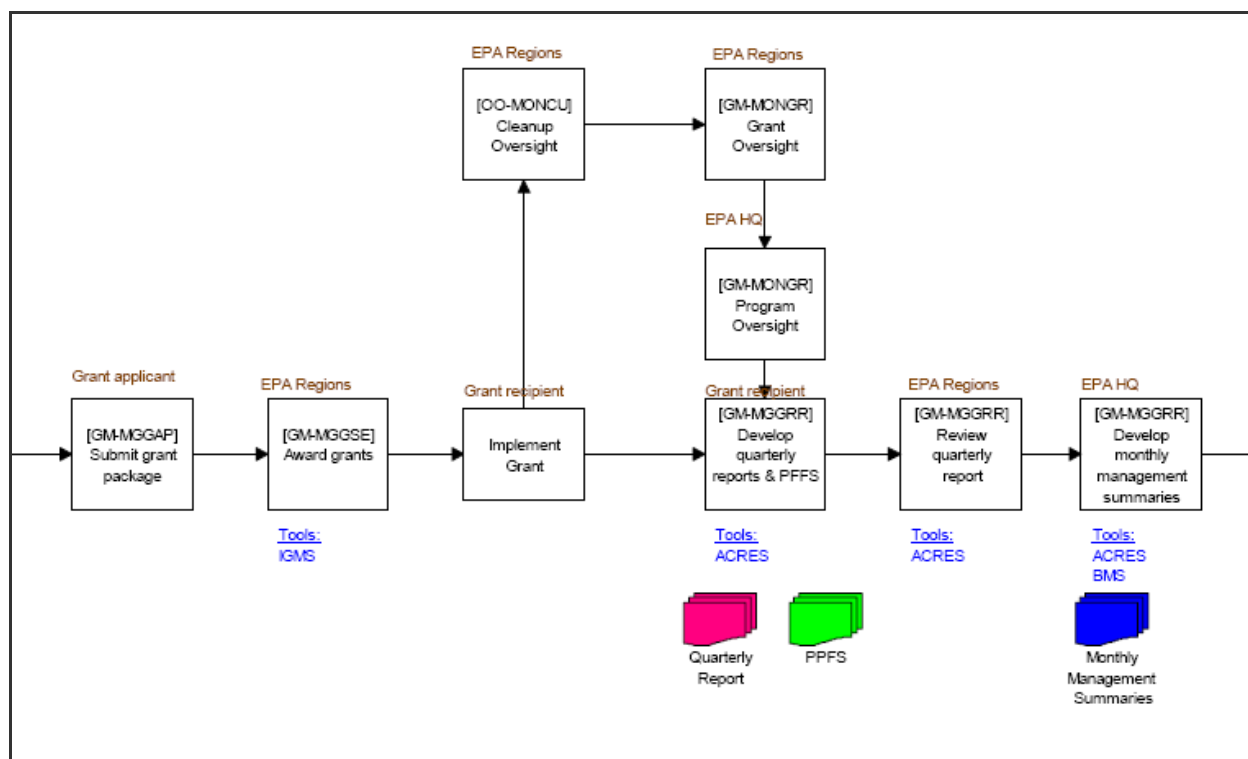 EPA Regions
[OO-MONCU]
Cleanup
Oversight
EPA Regions
[GM-MONGR]
Grant
Oversight
EPA HQ
[GM-MONGR]
Program
Oversight
Grant applicant
[GM-MGGAP]
Submit grant
package
EPA Regions
[GM-MGGSE]
Award grants
Tools:
IGMS
Grant recipient
Implement
Grant
Grant recipient
[GM-MGGRR]
Develop
quarterly
reports & PFFS
Tools:
ACRES
Quarterly
Report
PPFS
EPA Regions
[GM-MGGRR]
Review
quarterly
report
Tools:
ACRES
EPA HQ
[GM-MGGRR]
Develop
monthly
management
summaries
Tools:
ACRES
BMS
Monthly
Management
Summaries